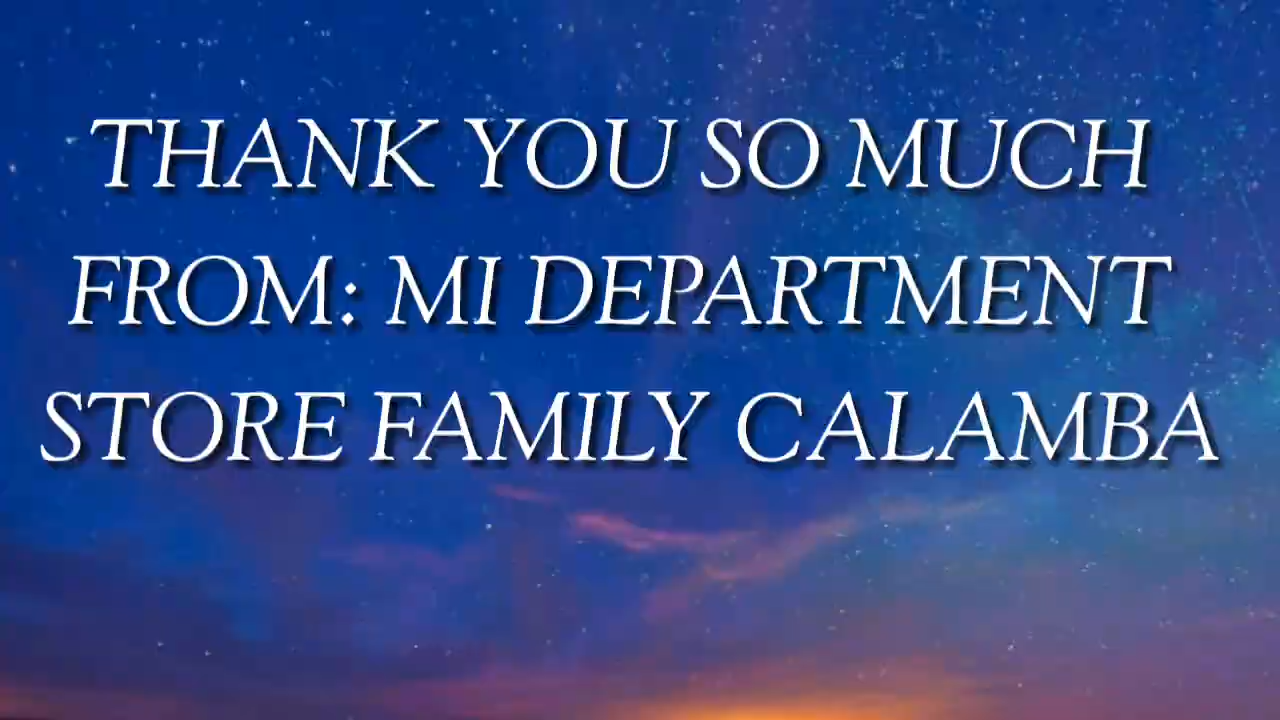 THANK YOU SO MUCH
FROM: MI DEPARTMENT
STORE FAMILY CALAMBA